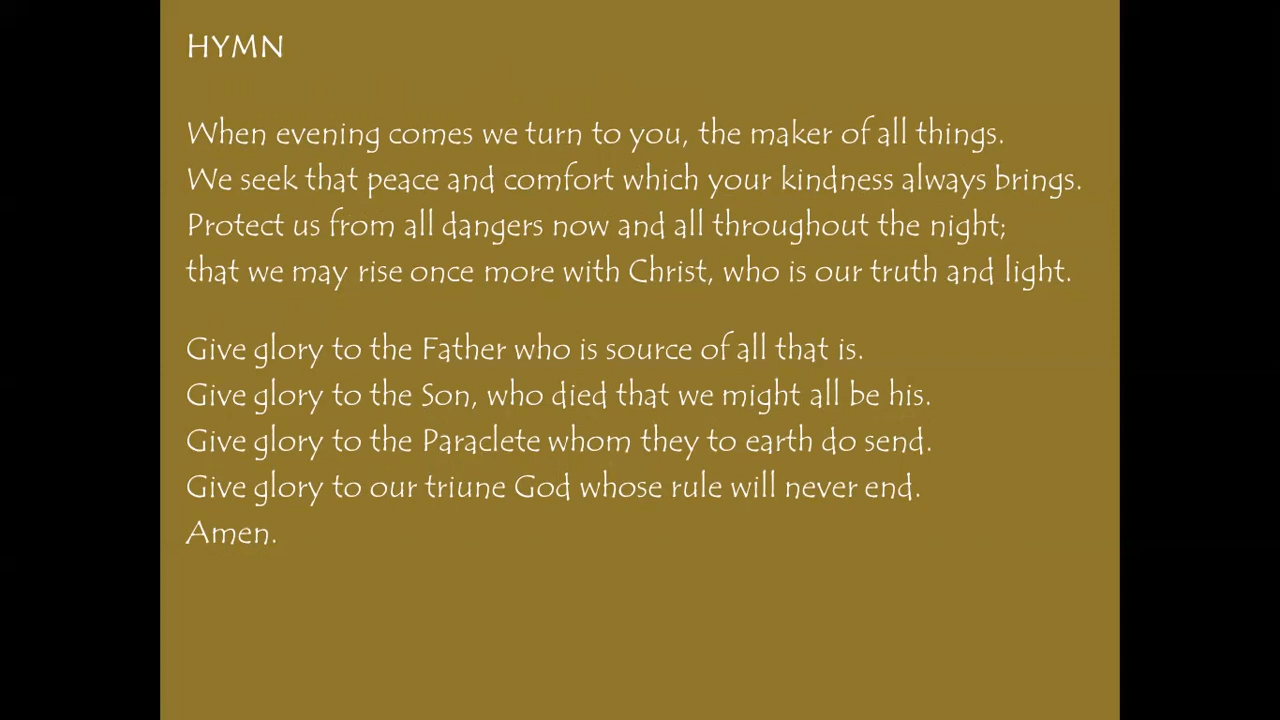 HYMN
When evening comes we turn to you, the maker of all things.
We seek that peace and comfort which your kindness always brings.
Protect us from all dangers now and all throughout the night;
that we may rise once more with Christ, who is our truth and light.
Give glory to the Father who is source of all that is.
Give glory to the Son, who died that we might all be his.
Give glory to the Paraclete whom they to earth do send.
Give glory to our triune God whose rule will never end.
Amen.